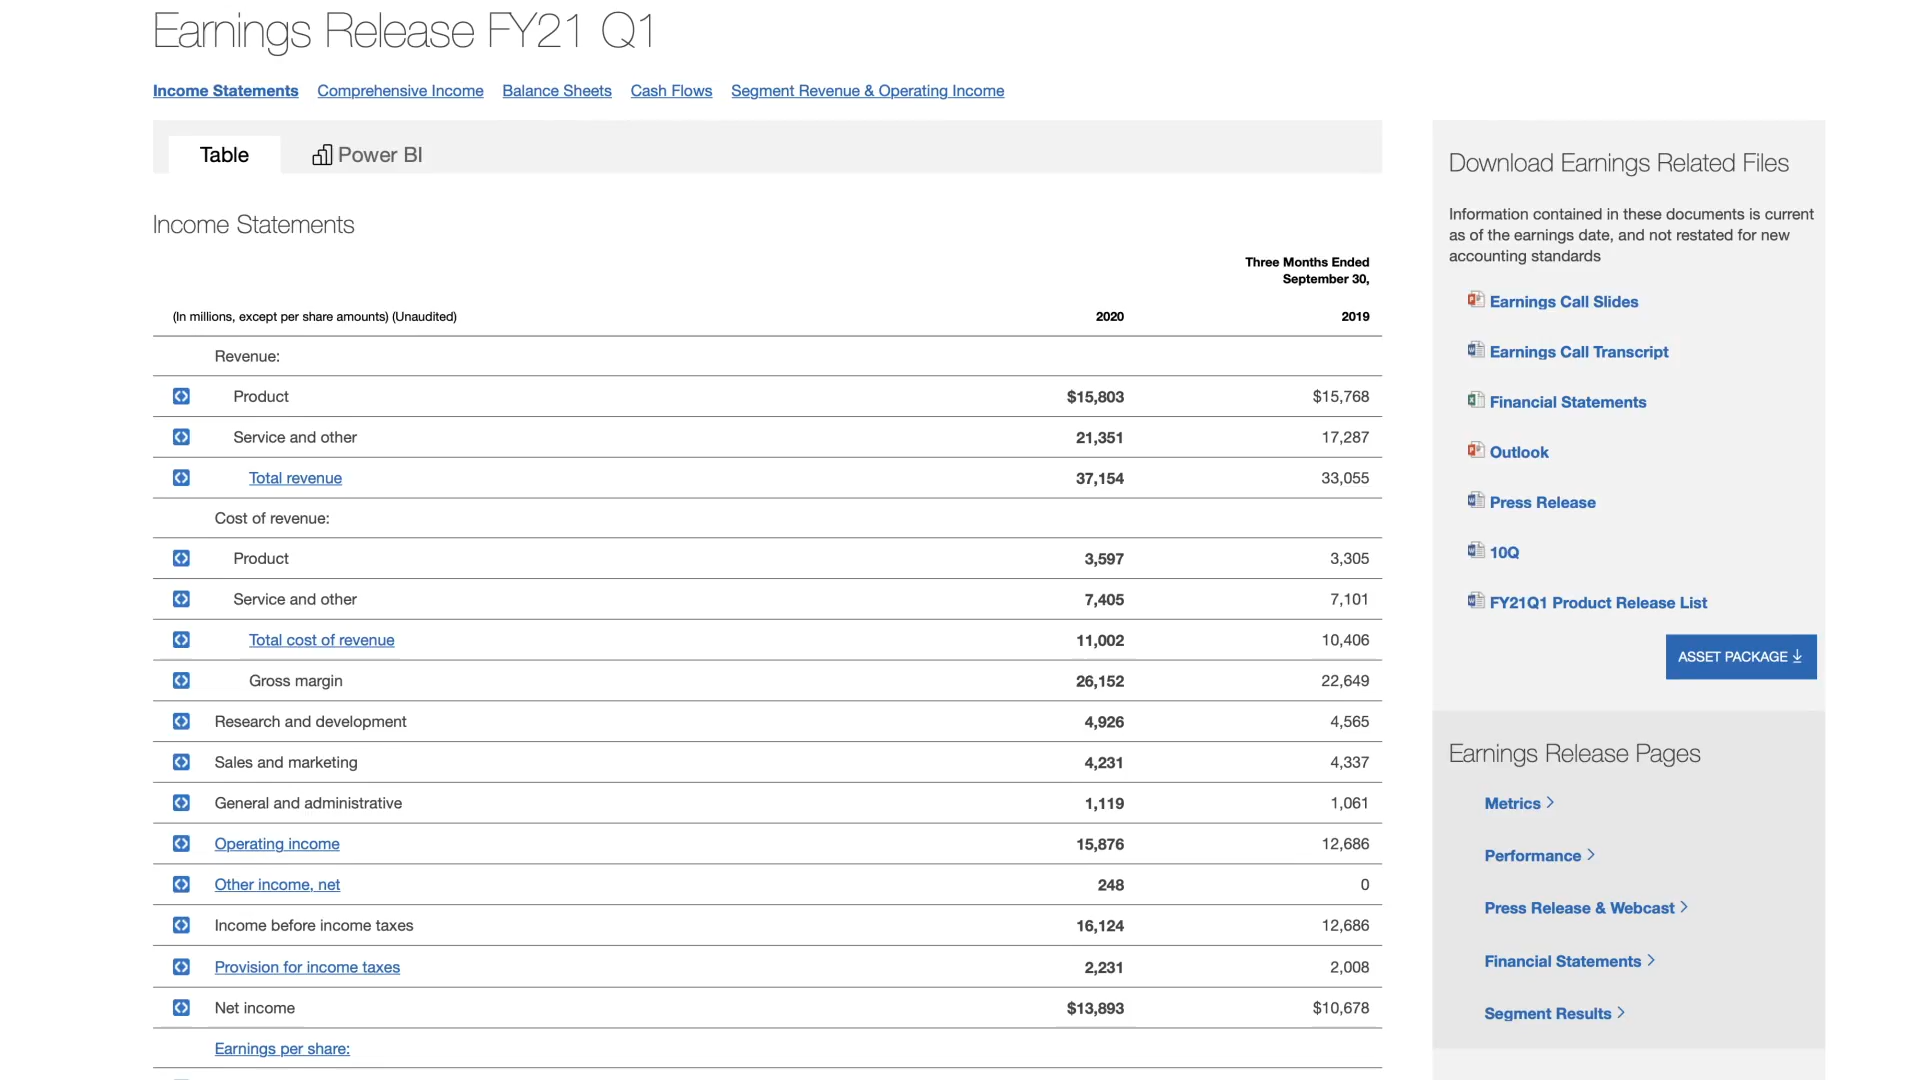 Earnings Release FY21 Q1
Income Statements Comprehensive Income Balance Sheets Cash Flows Segment Revenue & Operating Income
Table Power BI
Income Statements
Three Months Ended
September 30,
(In millions, except per share amounts) (Unaudited) 2020 2019
Revenue:
Product $15,803 $15,768
Service and other 21,351 17,287
Total revenue 37,154 33,055
Cost of revenue:
Product 3,597 3,305
Service and other 7,405 7,101
Total cost of revenue 11,002 10,406
Gross margin 26,152 22,649
Research and development 4,926 4,565
Sales and marketing 4,231 4,337
General and administrative 1,119 1,061
Operating income 15,876 12,686
Other income, net 248 0
Income before income taxes 16,124 12,686
Provision for income taxes 2,231 2,008
Net income $13,893 $10,678
Earnings per share:
Download Earnings Related Files
Information contained in these documents is current
as of the earnings date, and not restated for new
accounting standards
Earnings Call Slides
Earnings Call Transcript
Financial Statements
Outlook
Press Release
10Q
FY21Q1 Product Release List
ASSET PACKAGE
Earnings Release Pages
Metrics
Performance
Press Release & Webcast
Financial Statements
Segment Results